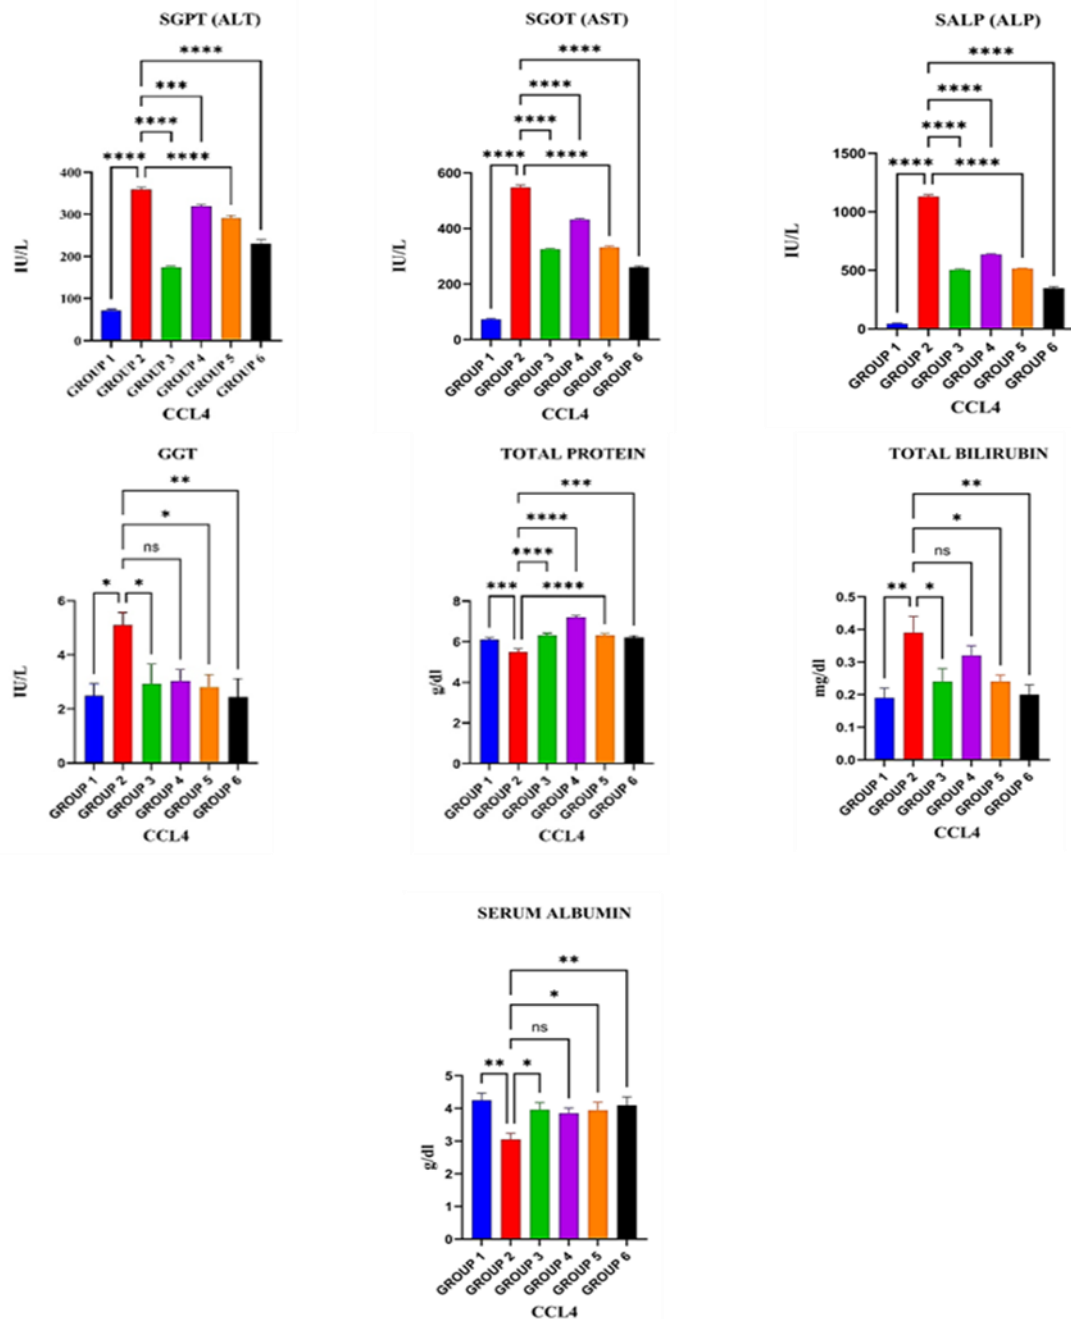 SGPT (ALT)
****
***
****
**** ****
400
300
200
100
0
IU/L
GROUP 1
GROUP 2
GROUP 3
GROUP 4
GROUP 5
GROUP 6
CCL4
SGOT (AST)
****
****
****
**** ****
600
400
200
0
IU/L
GROUP 1
GROUP 2
GROUP 3
GROUP 4
GROUP 5
GROUP 6
CCL4
SALP (ALP)
****
****
****
**** ****
1500
1000
500
0
IU/L
GROUP 1
GROUP 2
GROUP 3
GROUP 4
GROUP 5
GROUP 6
CCL4
GGT
**
*
ns
* *
6
4
2
0
IU/L
GROUP 1
GROUP 2
GROUP 3
GROUP 4
GROUP 5
GROUP 6
CCL4
TOTAL PROTEIN
***
****
****
*** ****
8
6
4
2
0
g/dl
GROUP 1
GROUP 2
GROUP 3
GROUP 4
GROUP 5
GROUP 6
CCL4
TOTAL BILIRUBIN
**
*
ns
** *
0.5
0.4
0.3
0.2
0.1
0.0
mg/dl
GROUP 1
GROUP 2
GROUP 3
GROUP 4
GROUP 5
GROUP 6
CCL4
SERUM ALBUMIN
**
*
ns
** *
5
4
3
2
1
0
g/dl
GROUP 1
GROUP 2
GROUP 3
GROUP 4
GROUP 5
GROUP 6
CCL4